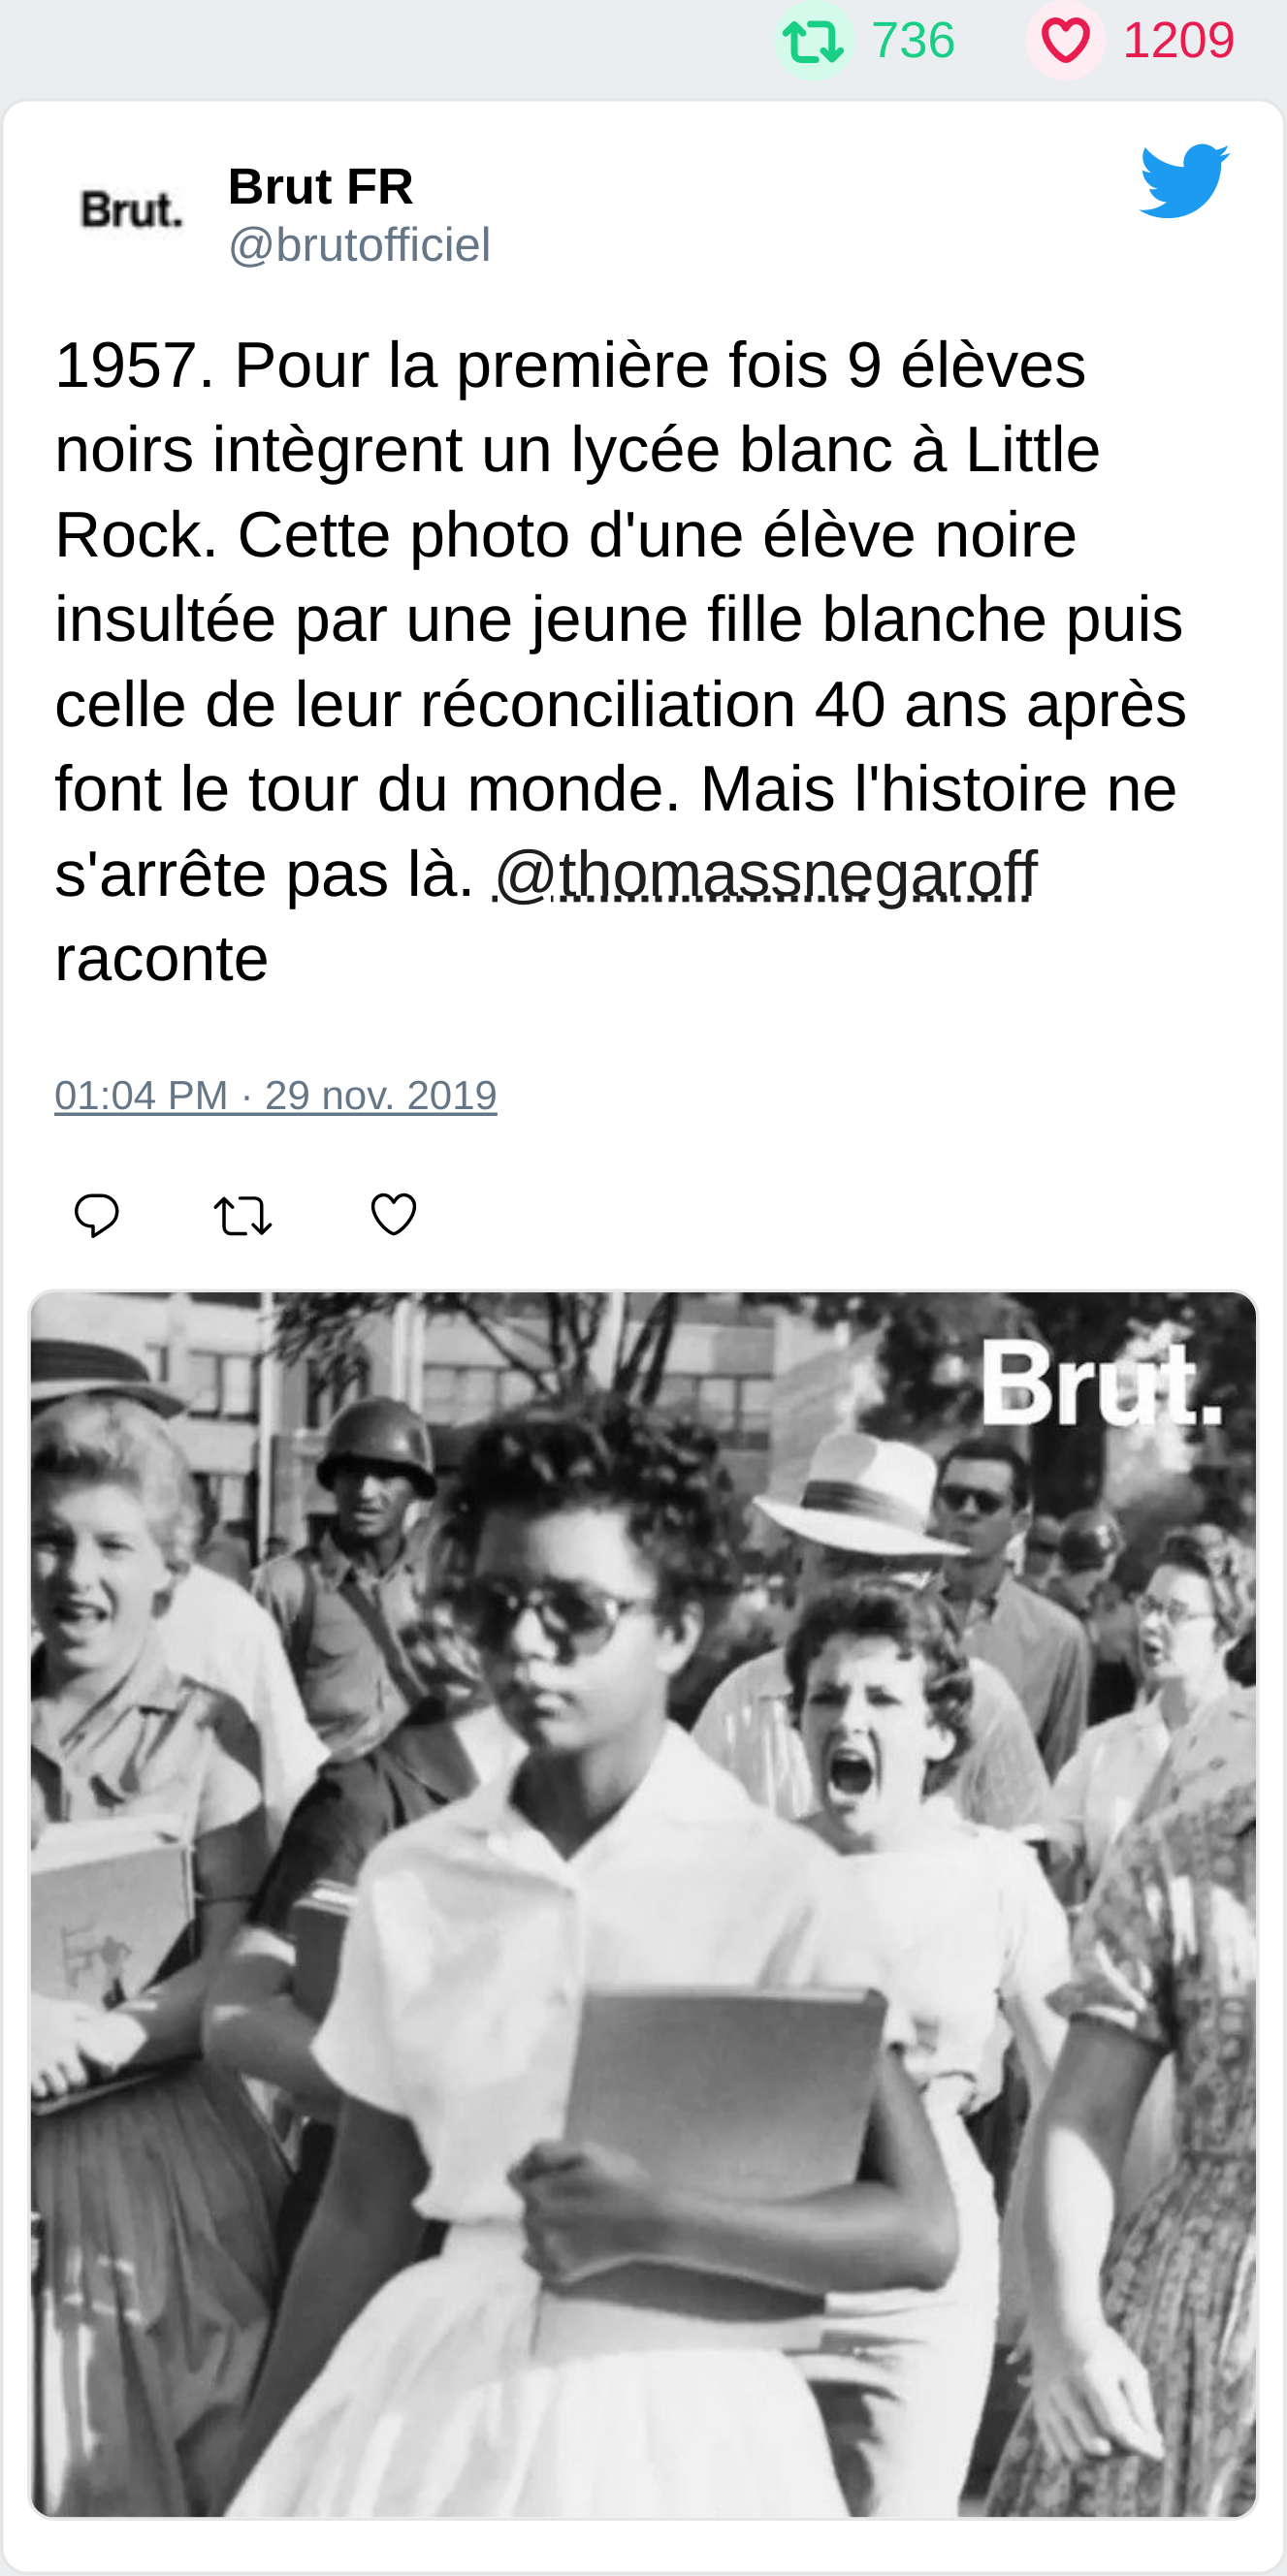 736 1209
Brut. Brut FR
@brutofficiel
1957. Pour la première fois 9 élèves
noirs intègrent un lycée blanc à Little
Rock. Cette photo d'une élève noire
insultée par une jeune fille blanche puis
celle de leur réconciliation 40 ans après
font le tour du monde. Mais l'histoire ne
s'arrête pas là. @thomassnegaroff
raconte
01:04 PM · 29 nov. 2019
Brut.